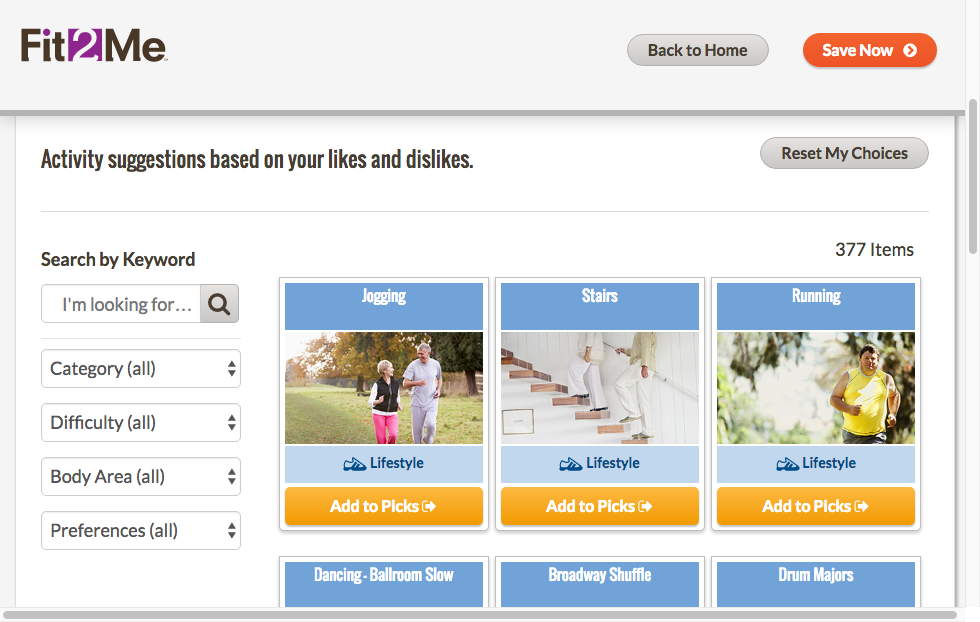 Fit2Me
Back to Home
Save Now
Activity suggestions based on your likes and dislikes.
Reset My Choices
377 Items
Search by Keyword
I'm looking for...
Category (all)
Difficulty (all)
Body Area (all)
Preferences (all)
Jogging
Stairs
Running
Lifestyle
Lifestyle
Lifestyle
Add to Picks
Add to Picks
Add to Picks
Dancing - Ballroom Slow
Broadway Shuffle
Drum Majors